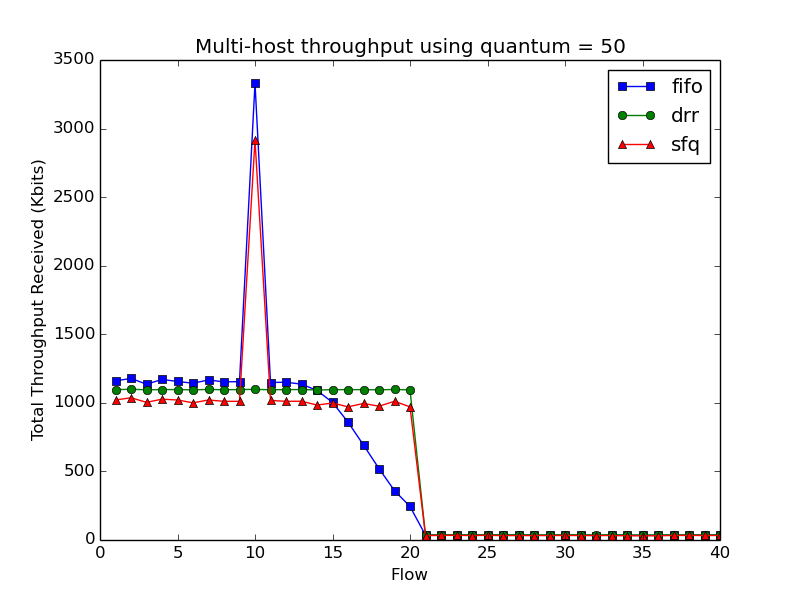 Multi-host throughput using quantum = 50
3500
3000
2500
2000
1500
1000
500
0
Total Throughput Received (Kbits)
fifo
drr
sfq
0 5 10 15 20 25 30 35 40
Flow